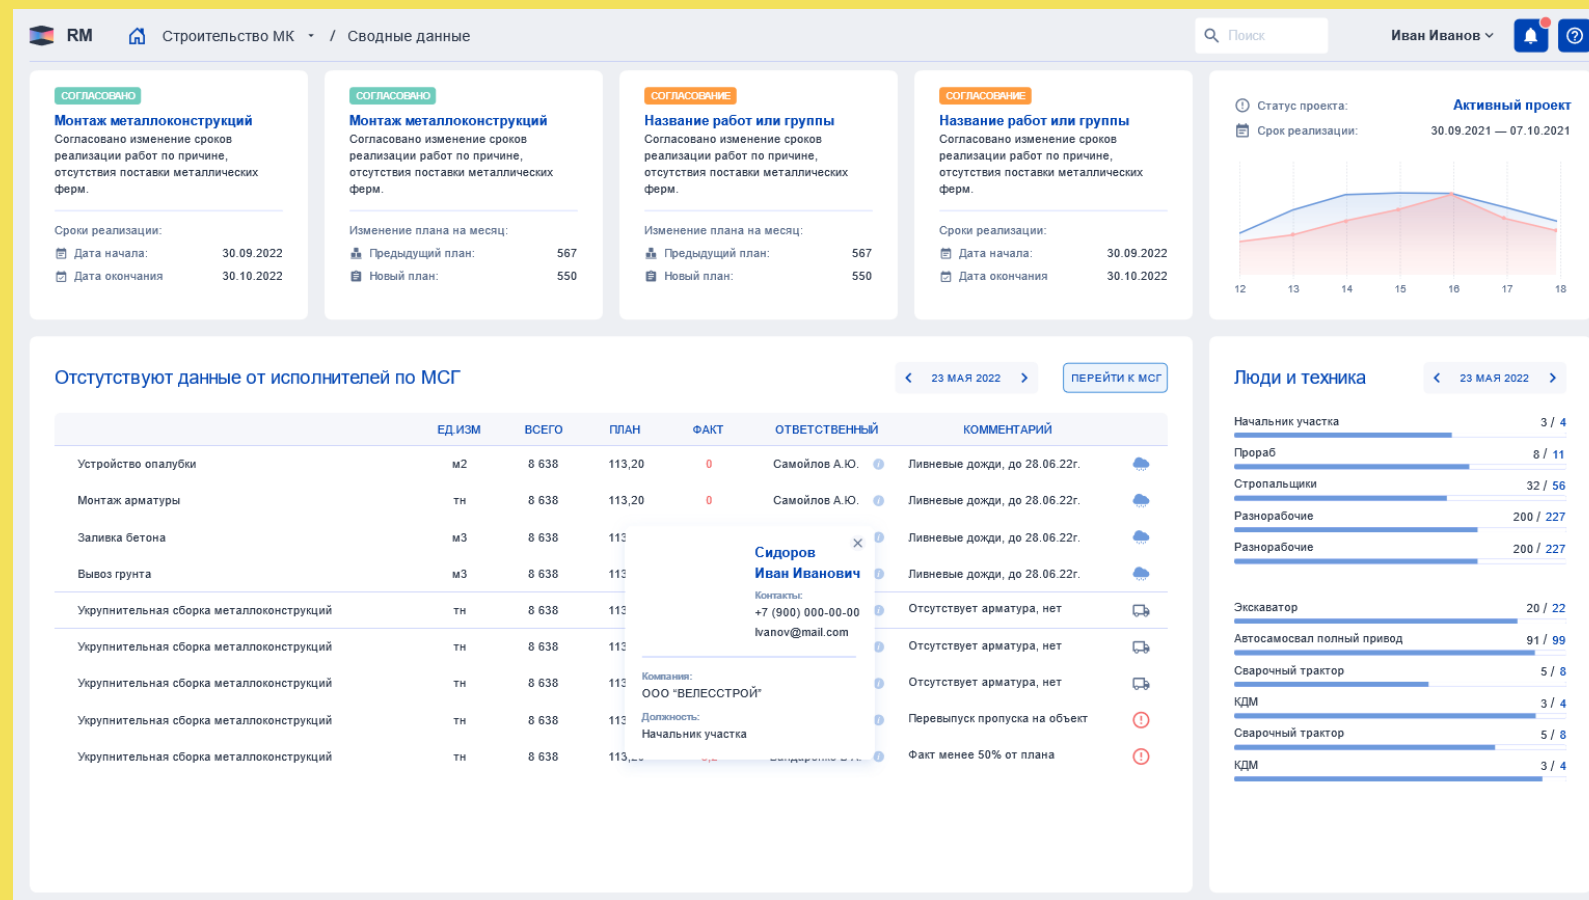 RM
Строительство МК / Сводные данные
Поиск
Иван Иванов
СОГЛАСОВАНО
Монтаж металлоконструкций
Согласовано изменение сроков
реализации работ по причине,
отсутствия поставки металлических
ферм.
Сроки реализации:
Дата начала: 30.09.2022
Дата окончания 30.10.2022
СОГЛАСОВАНО
Монтаж металлоконструкций
Согласовано изменение сроков
реализации работ по причине,
отсутствия поставки металлических
ферм.
Изменение плана на месяц:
Предыдущий план: 567
Новый план: 550
СОГЛАСОВАНИЕ
Название работ или группы
Согласовано изменение сроков
реализации работ по причине,
отсутствия поставки металлических
ферм.
Изменение плана на месяц:
Предыдущий план: 567
Новый план: 550
СОГЛАСОВАНИЕ
Название работ или группы
Согласовано изменение сроков
реализации работ по причине,
отсутствия поставки металлических
ферм.
Сроки реализации:
Дата начала: 30.09.2022
Дата окончания 30.10.2022
Статус проекта: Активный проект
Срок реализации: 30.09.2021 — 07.10.2021
12 13 14 15 16 17 18
Отстутствуют данные от исполнителей по МСГ
23 МАЯ 2022
ПЕРЕЙТИ К МСГ
ЕД.ИЗМ ВСЕГО ПЛАН ФАКТ ОТВЕТСТВЕННЫЙ КОММЕНТАРИЙ
Устройство опалубки м2 8 638 113,20 0 Самойлов А.Ю. Ливневые дожди, до 28.06.22г.
Монтаж арматуры тн 8 638 113,20 0 Самойлов А.Ю. Ливневые дожди, до 28.06.22г.
Заливка бетона м3 8 638 113 Ливневые дожди, до 28.06.22г.
Вывоз грунта м3 8 638 113 Ливневые дожди, до 28.06.22г.
Укрупнительная сборка металлоконструкций тн 8 638 113 Отсутствует арматура, нет
Укрупнительная сборка металлоконструкций тн 8 638 113 Отсутствует арматура, нет
Укрупнительная сборка металлоконструкций тн 8 638 113 Отсутствует арматура, нет
Укрупнительная сборка металлоконструкций тн 8 638 113 Перевыпуск пропуска на объект
Укрупнительная сборка металлоконструкций тн 8 638 113,20 Факт менее 50% от плана
Сидоров
Иван Иванович
Контакты:
+7 (900) 000-00-00
Ivanov@mail.com
Компания:
ООО “ВЕЛЕССТРОЙ”
Должность:
Начальник участка
Люди и техника
23 МАЯ 2022
Начальник участка 3 / 4
Прораб 8 / 11
Стропальщики 32 / 56
Разнорабочие 200 / 227
Разнорабочие 200 / 227
Экскаватор 20 / 22
Автосамосвал полный привод 91 / 99
Сварочный трактор 5 / 8
КДМ 3 / 4
Сварочный трактор 5 / 8
КДМ 3 / 4